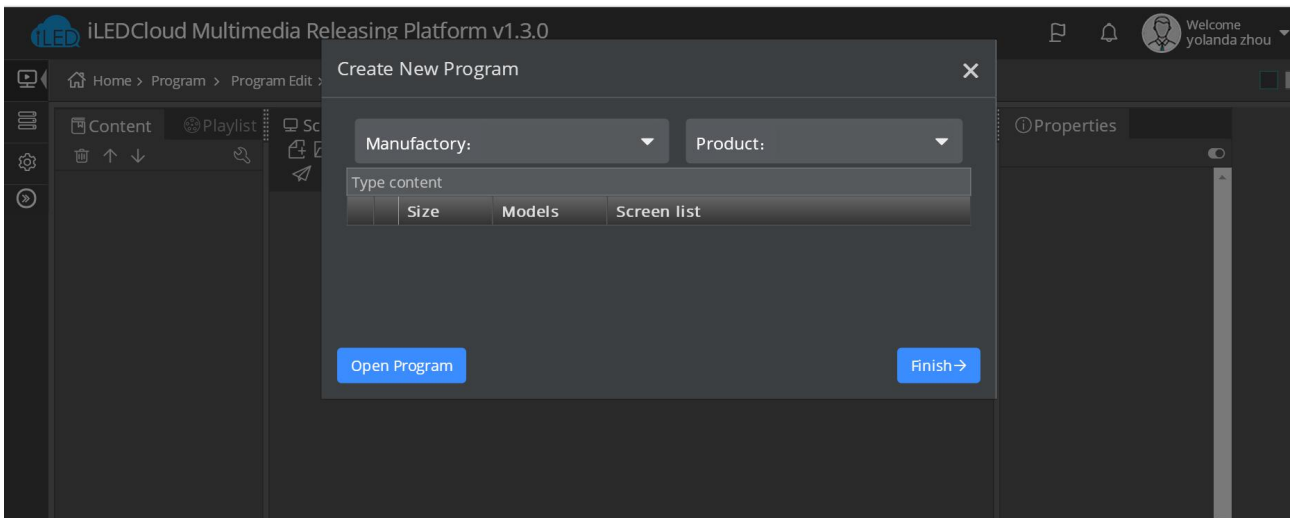 iLED
iLEDCloud Multimedia Releasing Platform v1.3.0
Welcome
yolanda zhou
Home > Program > Program Edit >
Content
Playlist
Sc
Create New Program
Manufactory:
Product:
Type content
Size Models Screen list
Open Program
Finish→
Properties